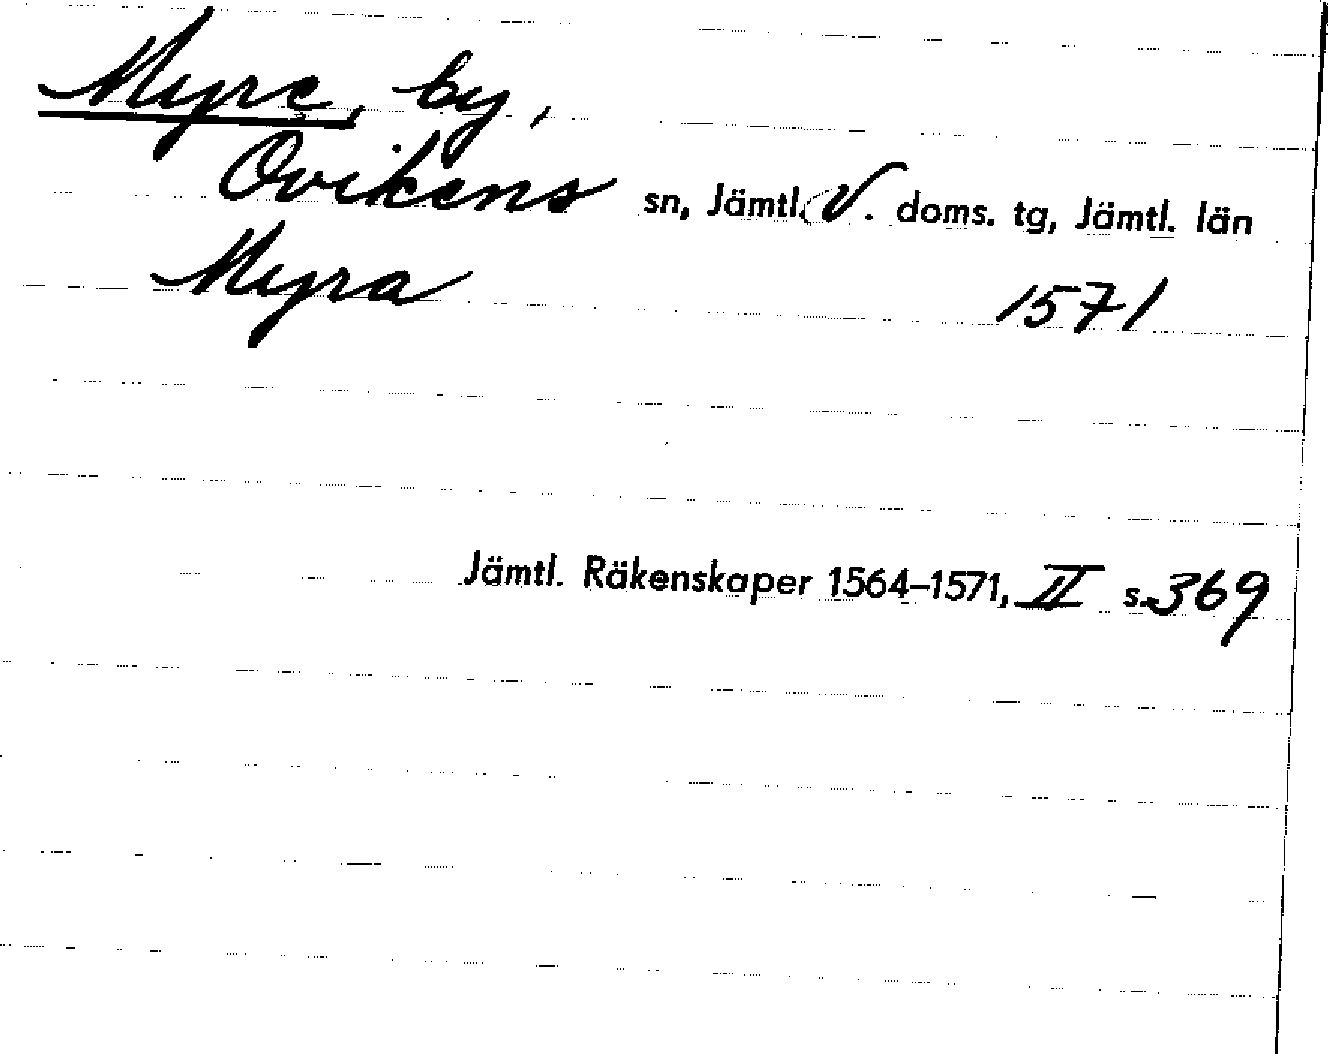 Myre, by,
Ovikens sn, Jämtl. V. doms. tg, Jämtl. län
Myra 1571
Jämtl. Räkenskaper 1564–1571, II s. 369